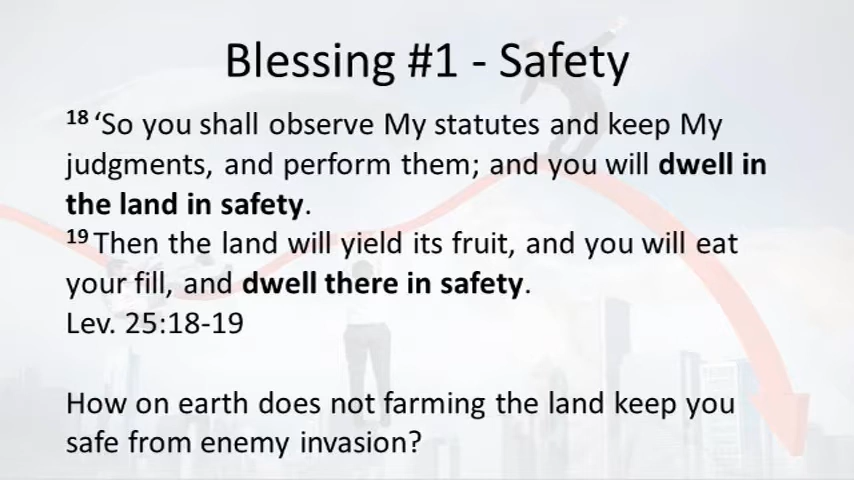 Blessing #1 - Safety
18 ‘So you shall observe My statutes and keep My
judgments, and perform them; and you will dwell in
the land in safety.
19 Then the land will yield its fruit, and you will eat
your fill, and dwell there in safety.
Lev. 25:18-19
How on earth does not farming the land keep you
safe from enemy invasion?